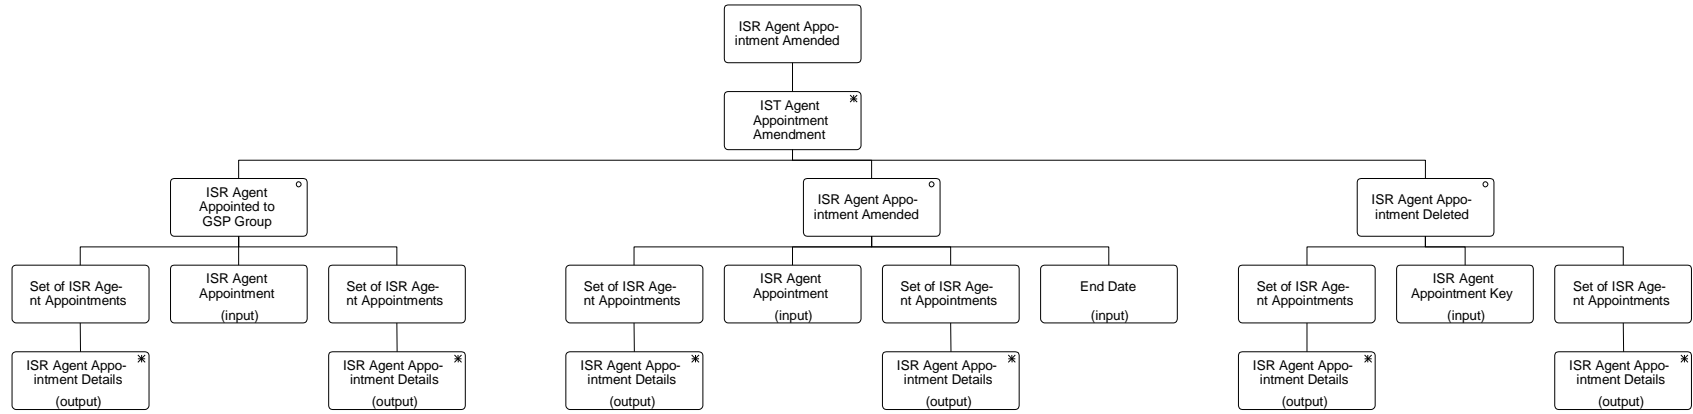 ISR Agent Appo-
intment Amended
IST Agent
Appointment
Amendment
*
ISR Agent
Appointed to
GSP Group
o
ISR Agent Appo-
intment Amended
o
ISR Agent Appo-
intment Deleted
o
Set of ISR Age-
nt Appointments
ISR Agent
Appointment
(input)
Set of ISR Age-
nt Appointments
Set of ISR Age-
nt Appointments
ISR Agent
Appointment
(input)
Set of ISR Age-
nt Appointments
End Date
(input)
Set of ISR Age-
nt Appointments
ISR Agent
Appointment Key
(input)
Set of ISR Age-
nt Appointments
ISR Agent Appo-
intment Details
(output)
*
ISR Agent Appo-
intment Details
(output)
*
ISR Agent Appo-
intment Details
(output)
*
ISR Agent Appo-
intment Details
(output)
*
ISR Agent Appo-
intment Details
(output)
*
ISR Agent Appo-
intment Details
(output)
*